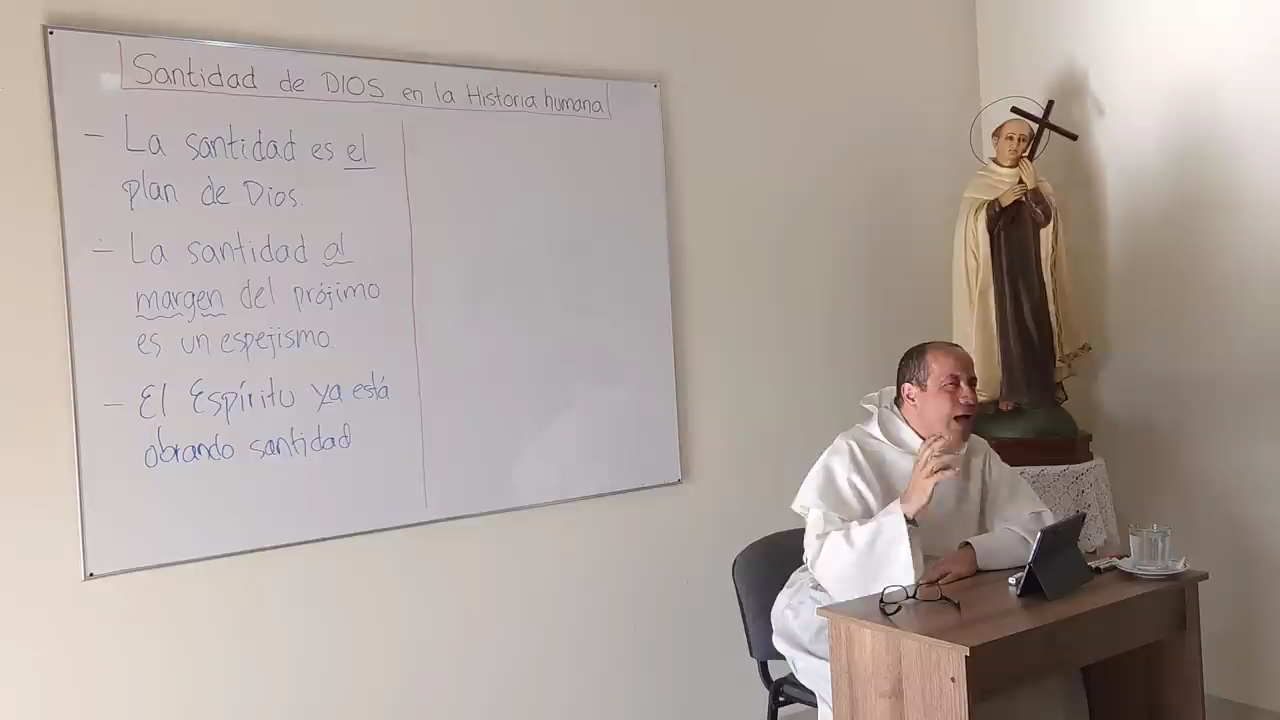 Santidad de DIOS en la Historia humana
- La santidad es el
plan de Dios.
- La santidad al
margen del prójimo
es un espejismo.
- El Espíritu ya está
obrando santidad